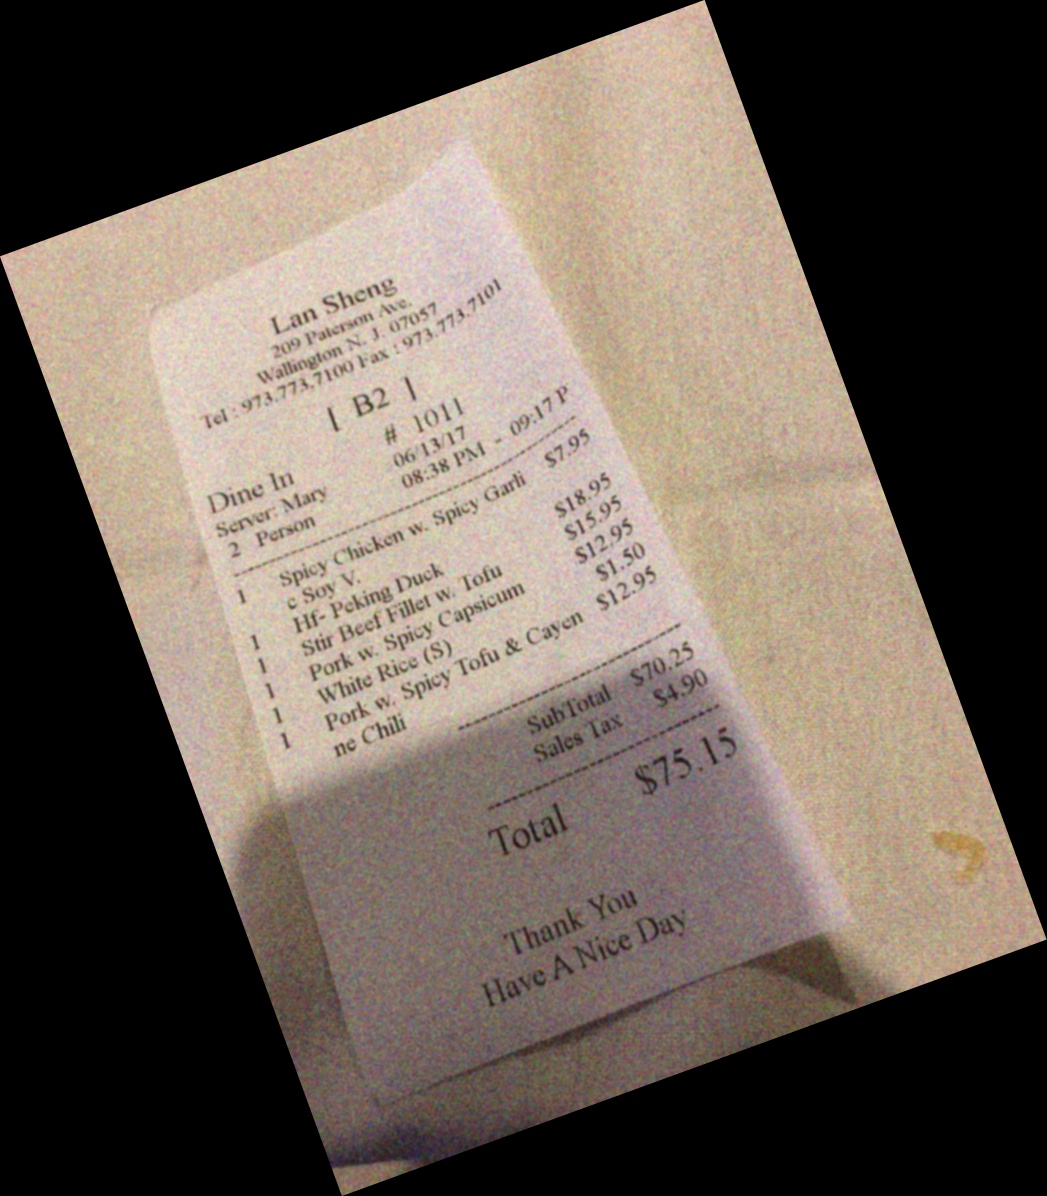 Lan Sheng
209 Paterson Ave.
Wallington N. J. 07057
Tel : 973.773.7100 Fax : 973.773.7101
[ B2 ]
# 1011
Dine In 06/13/17
Server: Mary 08:38 PM - 09:17 P
2 Person
1 Spicy Chicken w. Spicy Garli $7.95
c Soy V.
1 Hf- Peking Duck $18.95
1 Stir Beef Fillet w. Tofu $15.95
1 Pork w. Spicy Capsicum $12.95
1 White Rice (S) $1.50
1 Pork w. Spicy Tofu & Cayen $12.95
ne Chili
SubTotal $70.25
Sales Tax $4.90
Total $75.15
Thank You
Have A Nice Day